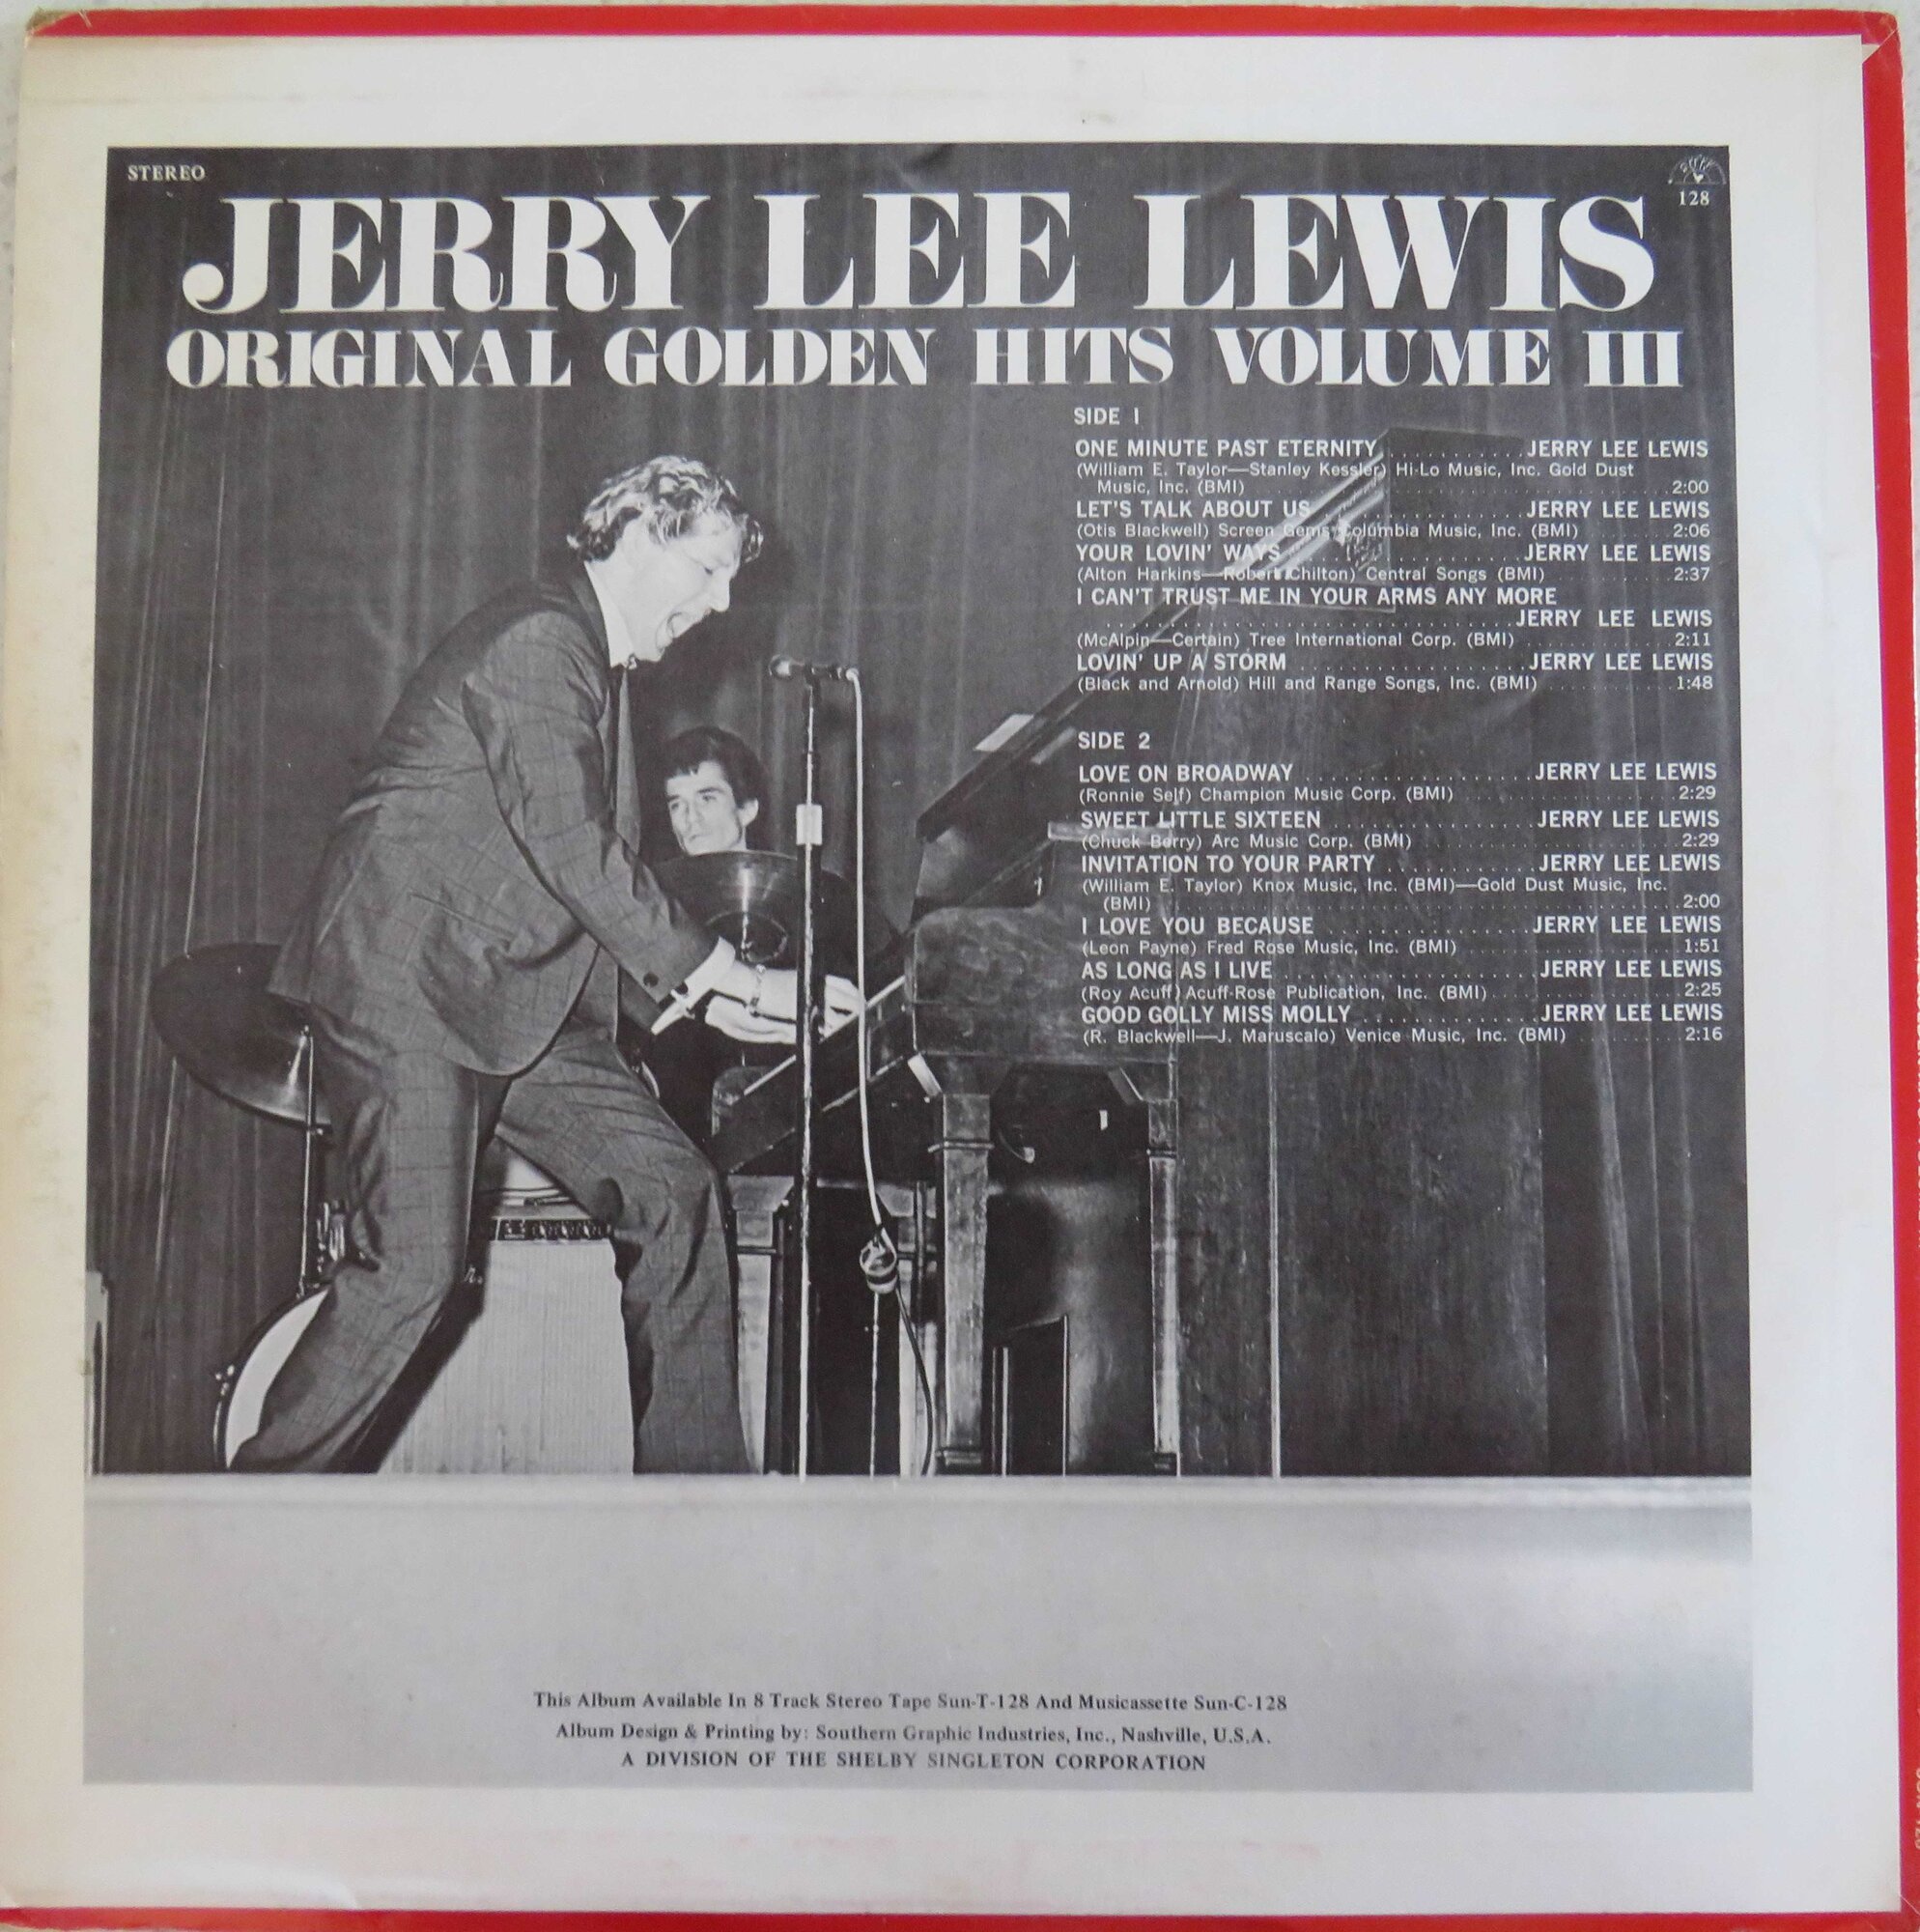 STEREO
128
JERRY LEE LEWIS
ORIGINAL GOLDEN HITS VOLUME III
SIDE 1
ONE MINUTE PAST ETERNITY ........... JERRY LEE LEWIS
(William E. Taylor—Stanley Kessler) Hi-Lo Music, Inc. Gold Dust
Music, Inc. (BMI) ........... 2:00
LET'S TALK ABOUT US ........... JERRY LEE LEWIS
(Otis Blackwell) Screen Gems Columbia Music, Inc. (BMI) ........... 2:06
YOUR LOVIN' WAYS ........... JERRY LEE LEWIS
(Alton Harkins—Robert Chilton) Central Songs (BMI) ........... 2:37
I CAN'T TRUST ME IN YOUR ARMS ANY MORE
........... JERRY LEE LEWIS
(McAlpin—Certain) Tree International Corp. (BMI) ........... 2:11
LOVIN' UP A STORM ........... JERRY LEE LEWIS
(Black and Arnold) Hill and Range Songs, Inc. (BMI) ........... 1:48
SIDE 2
LOVE ON BROADWAY ........... JERRY LEE LEWIS
(Ronnie Self) Champion Music Corp. (BMI) ........... 2:29
SWEET LITTLE SIXTEEN ........... JERRY LEE LEWIS
(Chuck Berry) Arc Music Corp. (BMI) ........... 2:29
INVITATION TO YOUR PARTY ........... JERRY LEE LEWIS
(William E. Taylor) Knox Music, Inc. (BMI)—Gold Dust Music, Inc.
(BMI) ........... 2:00
I LOVE YOU BECAUSE ........... JERRY LEE LEWIS
(Leon Payne) Fred Rose Music, Inc. (BMI) ........... 1:51
AS LONG AS I LIVE ........... JERRY LEE LEWIS
(Roy Acuff) Acuff-Rose Publication, Inc. (BMI) ........... 2:25
GOOD GOLLY MISS MOLLY ........... JERRY LEE LEWIS
(R. Blackwell—J. Maruscalo) Venice Music, Inc. (BMI) ........... 2:16
This Album Available In 8 Track Stereo Tape Sun-T-128 And Musicassette Sun-C-128
Album Design & Printing by: Southern Graphic Industries, Inc., Nashville, U.S.A.
A DIVISION OF THE SHELBY SINGLETON CORPORATION